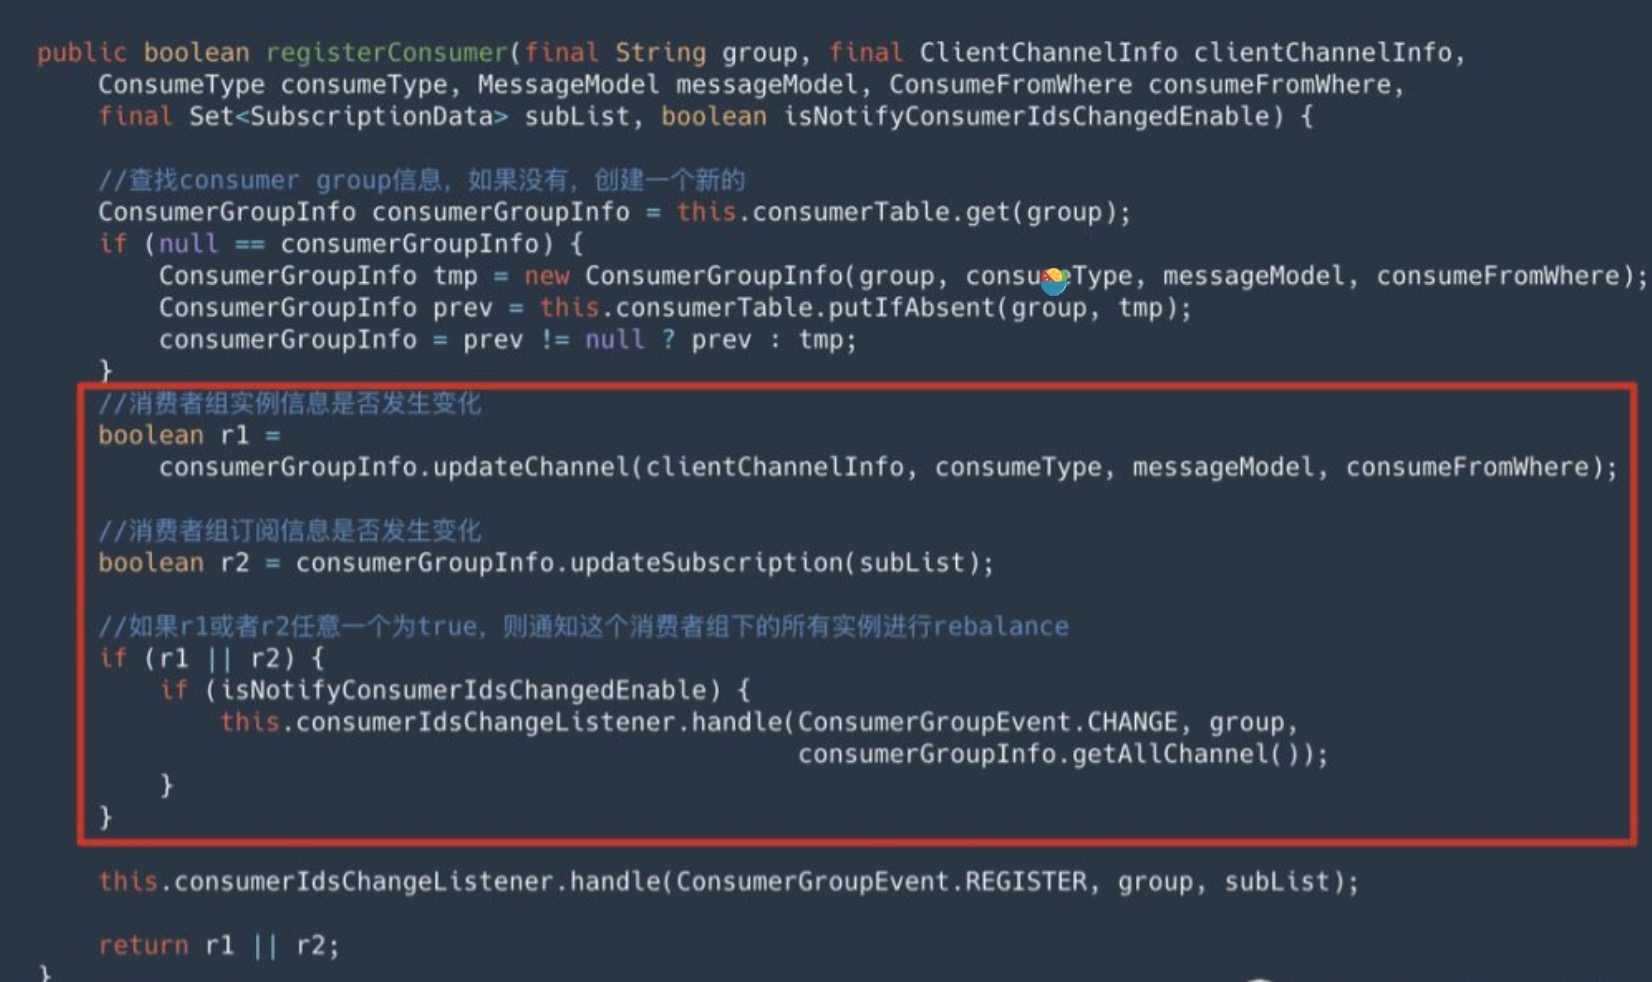 public boolean registerConsumer(final String group, final ClientChannelInfo clientChannelInfo,
ConsumeType consumeType, MessageModel messageModel, ConsumeFromWhere consumeFromWhere,
final Set<SubscriptionData> subList, boolean isNotifyConsumerIdsChangedEnable) {
//查找consumer group信息，如果没有，创建一个新的
ConsumerGroupInfo consumerGroupInfo = this.consumerTable.get(group);
if (null == consumerGroupInfo) {
ConsumerGroupInfo tmp = new ConsumerGroupInfo(group, consumeType, messageModel, consumeFromWhere);
ConsumerGroupInfo prev = this.consumerTable.putIfAbsent(group, tmp);
consumerGroupInfo = prev != null ? prev : tmp;
}
//消费者组实例信息是否发生变化
boolean r1 =
consumerGroupInfo.updateChannel(clientChannelInfo, consumeType, messageModel, consumeFromWhere);
//消费者组订阅信息是否发生变化
boolean r2 = consumerGroupInfo.updateSubscription(subList);
//如果r1或者r2任意一个为true，则通知这个消费者组下的所有实例进行rebalance
if (r1 || r2) {
if (isNotifyConsumerIdsChangedEnable) {
this.consumerIdsChangeListener.handle(ConsumerGroupEvent.CHANGE, group,
consumerGroupInfo.getAllChannel());
}
}
this.consumerIdsChangeListener.handle(ConsumerGroupEvent.REGISTER, group, subList);
return r1 || r2;
}